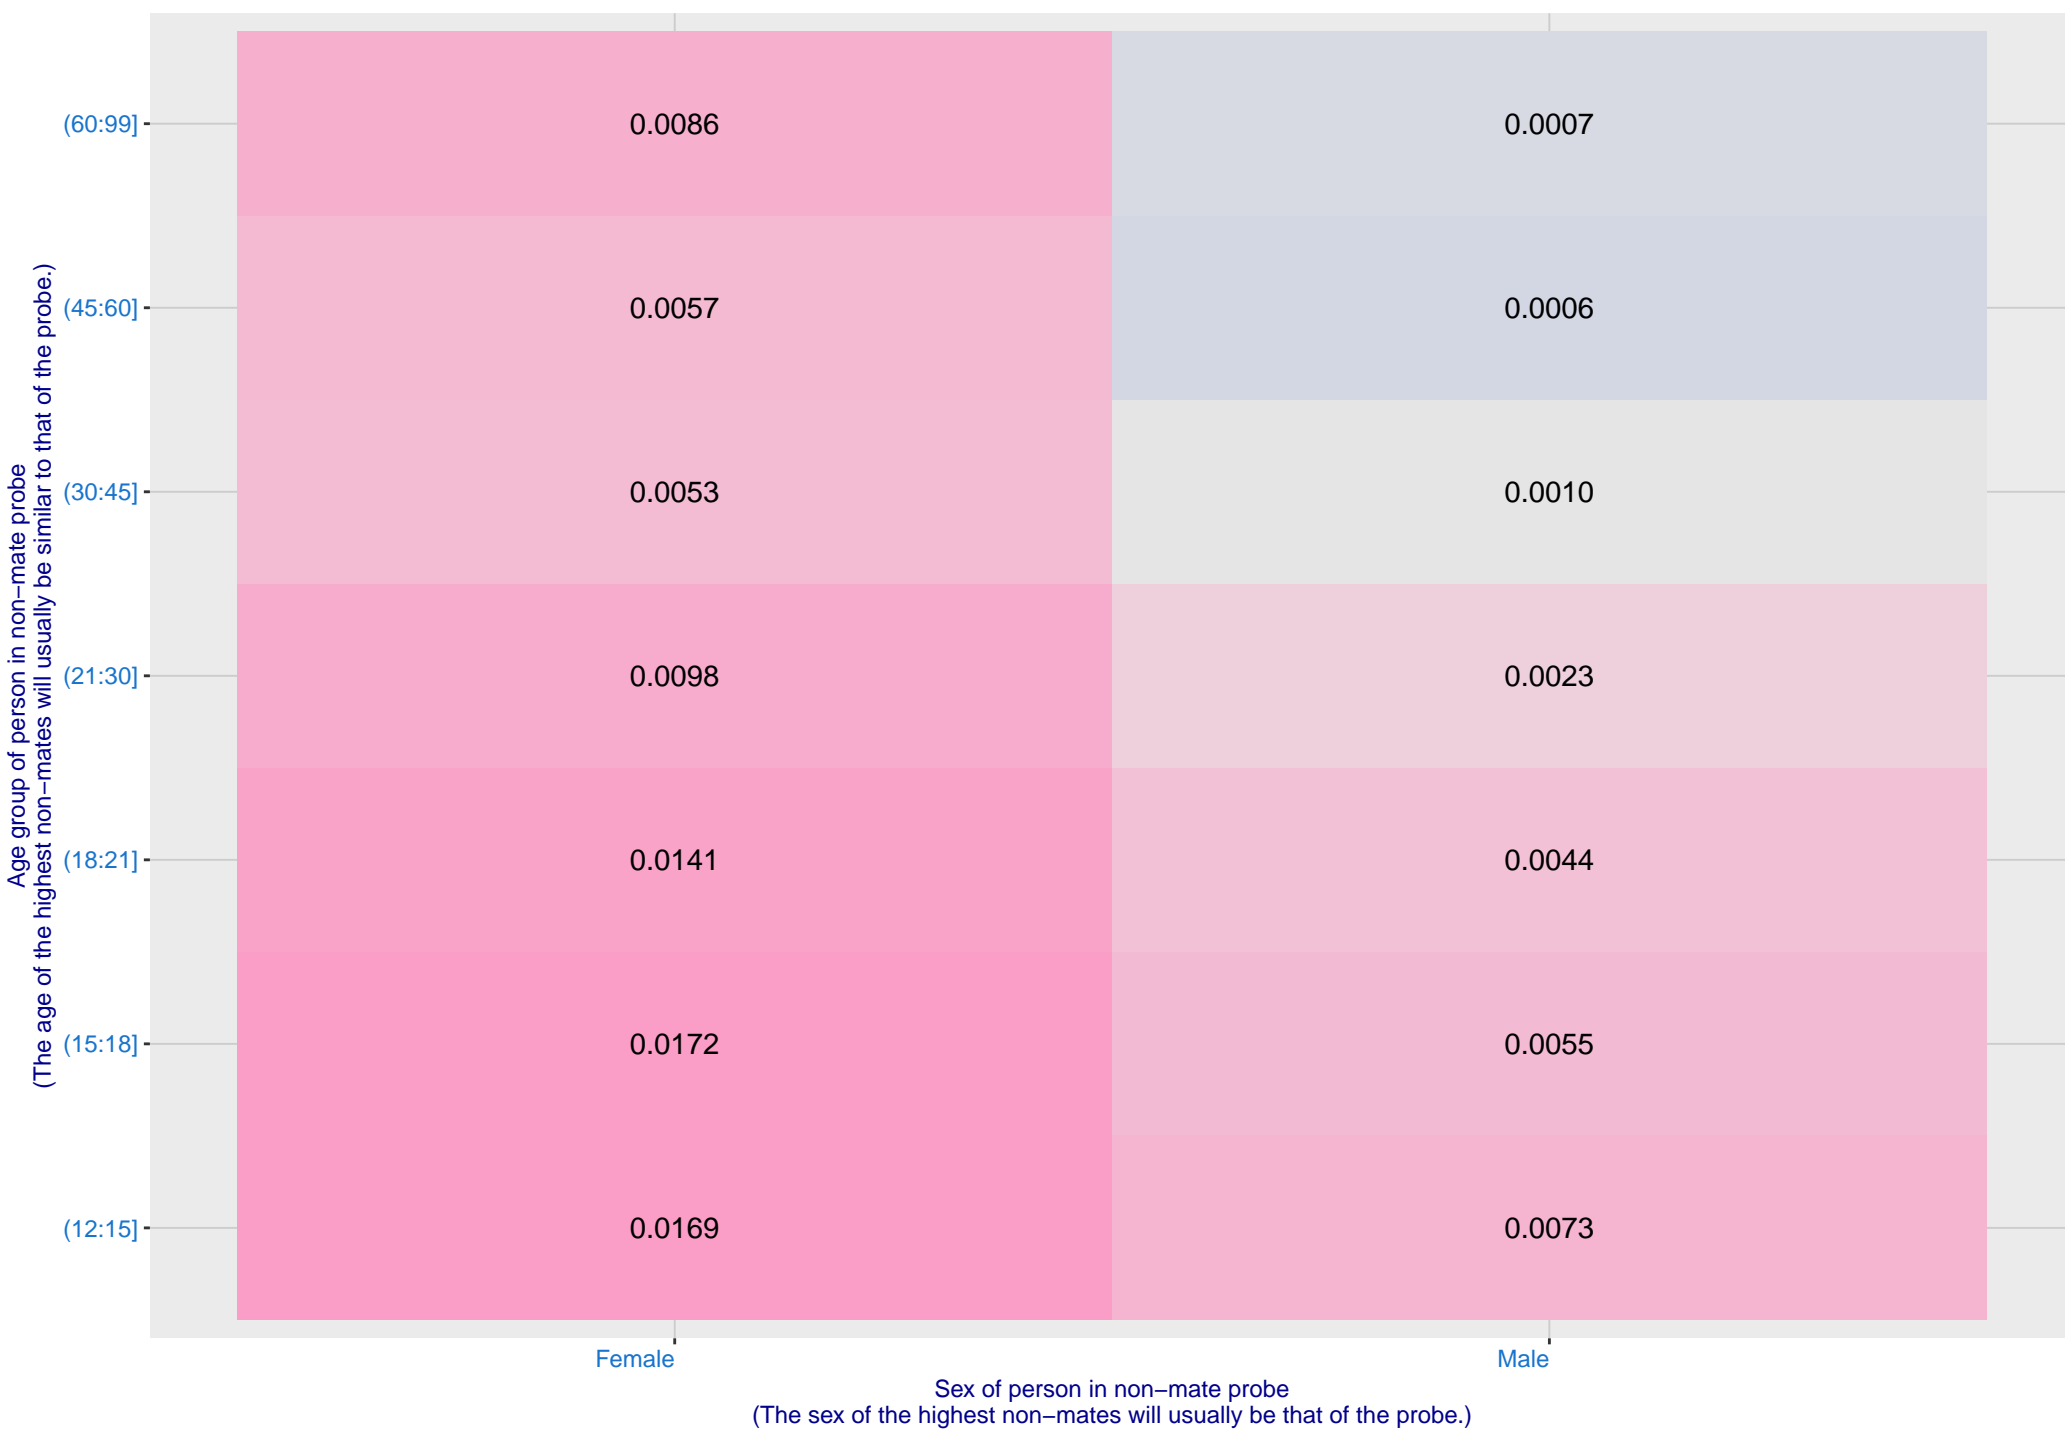 Age group of person in non−mate probe
(The age of the highest non−mates will usually be similar to that of the probe.)
(60:99] 0.0086 0.0007
(45:60] 0.0057 0.0006
(30:45] 0.0053 0.0010
(21:30] 0.0098 0.0023
(18:21] 0.0141 0.0044
(15:18] 0.0172 0.0055
(12:15] 0.0169 0.0073
Female Male
Sex of person in non−mate probe
(The sex of the highest non−mates will usually be that of the probe.)